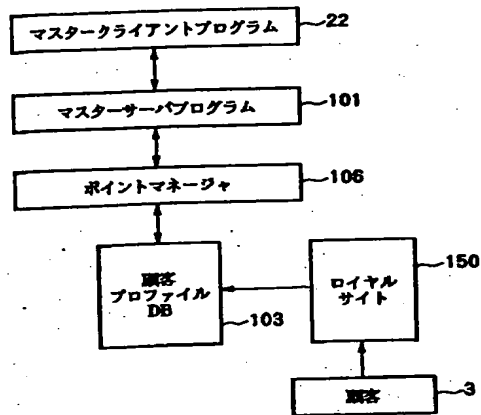 マスタークライアントプログラム
22
マスターサーバプログラム
101
ポイントマネージャ
106
顧客
プロファイル
DB
103
ロイヤル
サイト
150
顧客
3